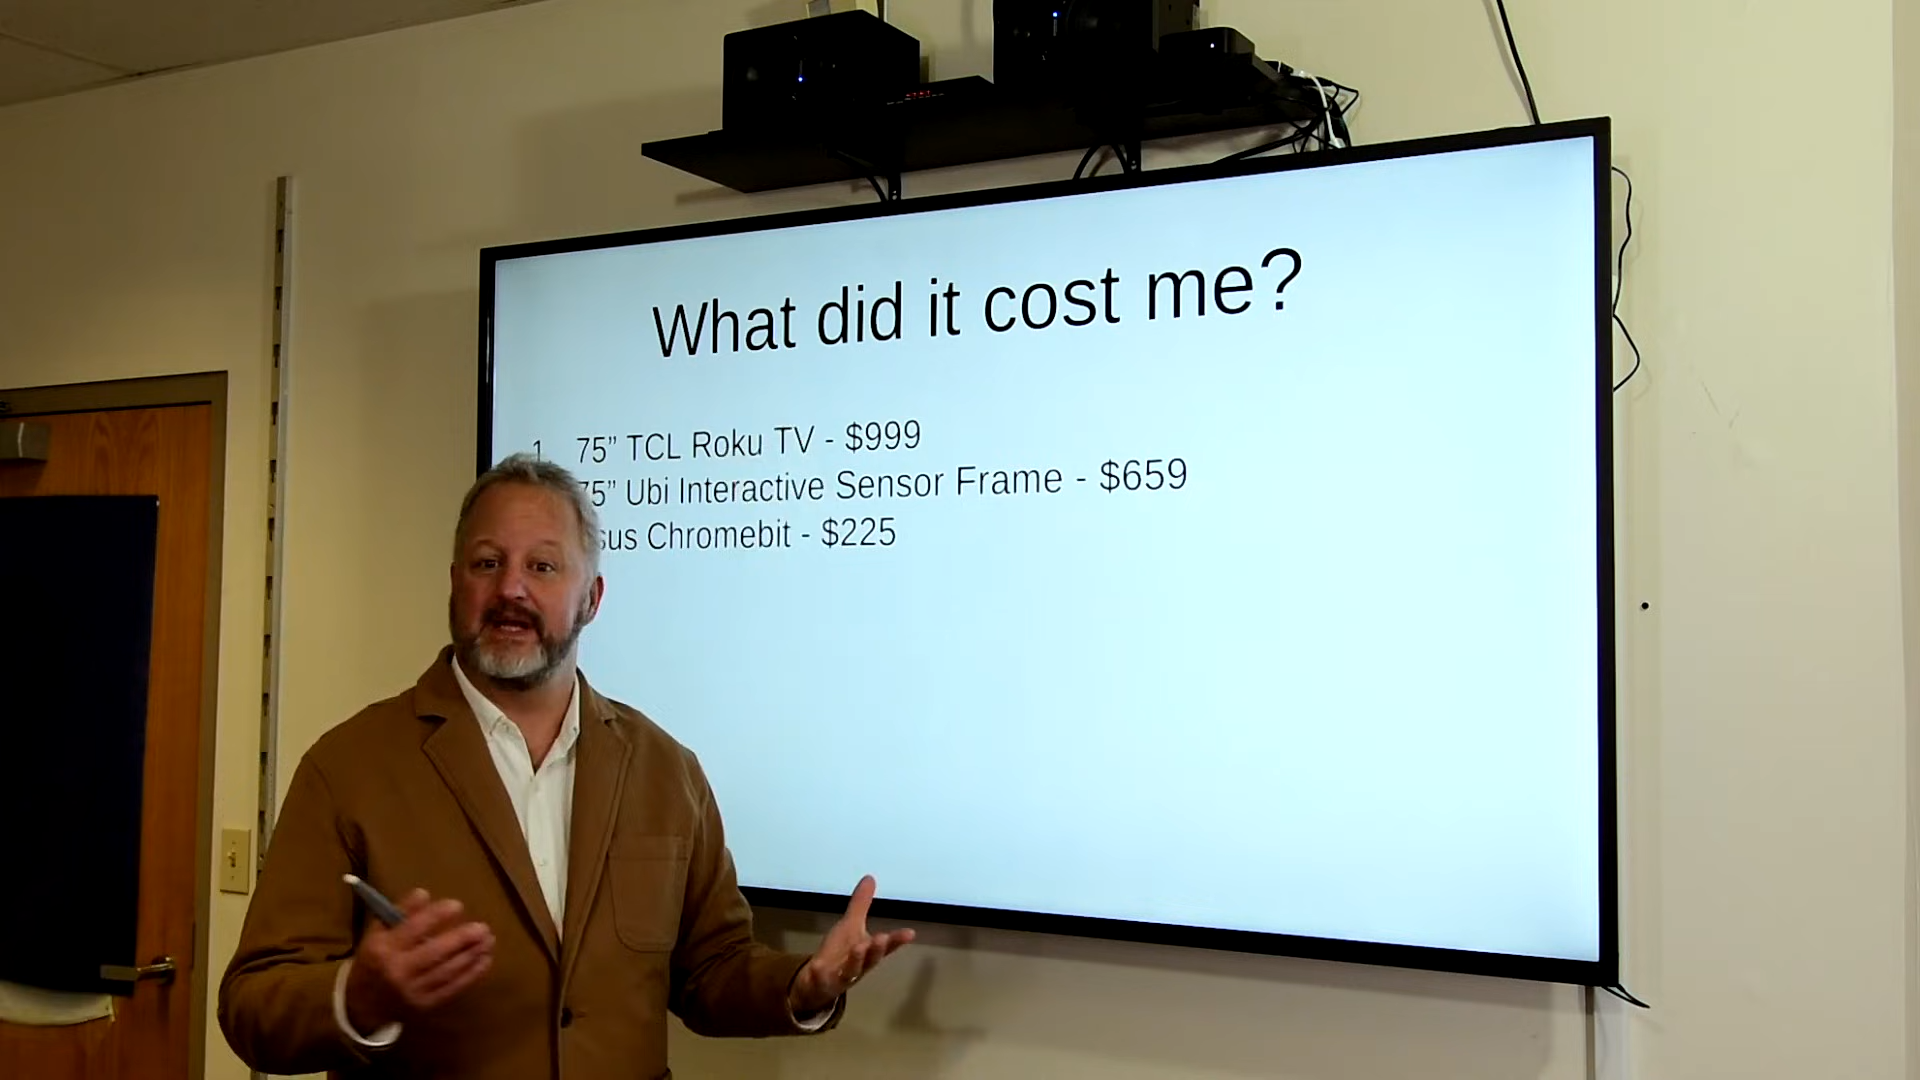 What did it cost me?
1. 75” TCL Roku TV - $999
75” Ubi Interactive Sensor Frame - $659
Chromebit - $225